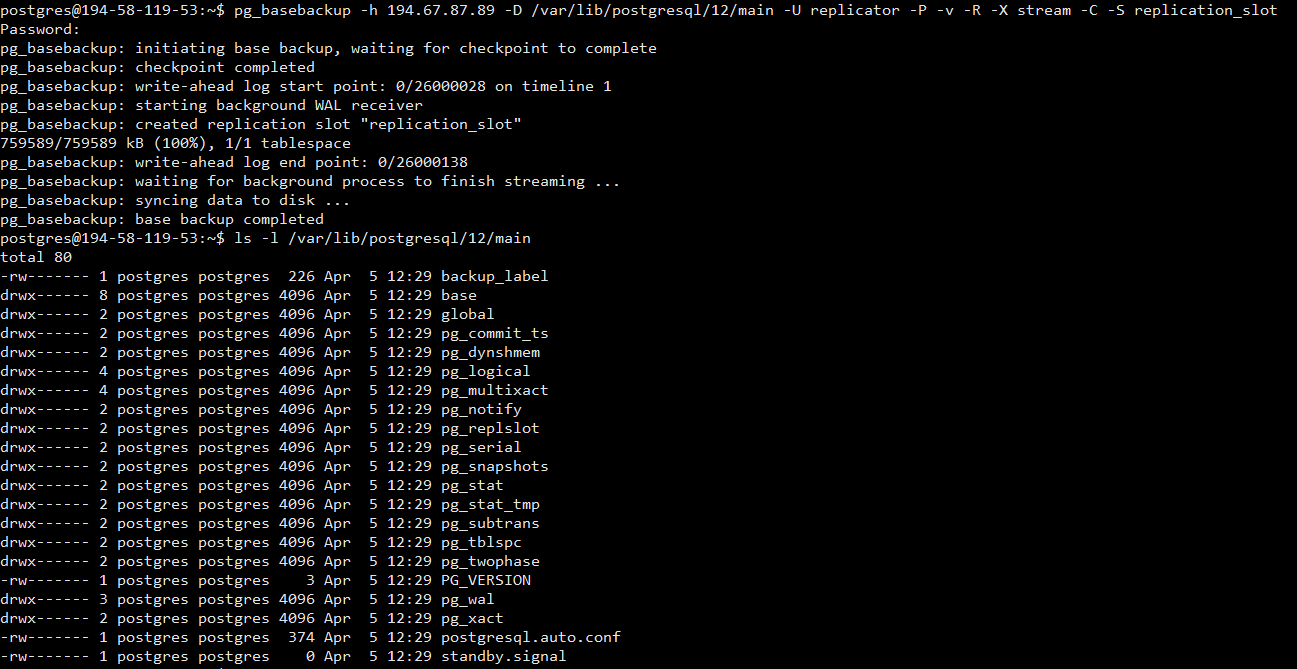 postgres@194-58-119-53:~$ pg_basebackup -h 194.67.87.89 -D /var/lib/postgresql/12/main -U replicator -P -v -R -X stream -C -S replication_slot
Password:
pg_basebackup: initiating base backup, waiting for checkpoint to complete
pg_basebackup: checkpoint completed
pg_basebackup: write-ahead log start point: 0/26000028 on timeline 1
pg_basebackup: starting background WAL receiver
pg_basebackup: created replication slot "replication_slot"
759589/759589 kB (100%), 1/1 tablespace
pg_basebackup: write-ahead log end point: 0/26000138
pg_basebackup: waiting for background process to finish streaming ...
pg_basebackup: syncing data to disk ...
pg_basebackup: base backup completed
postgres@194-58-119-53:~$ ls -l /var/lib/postgresql/12/main
total 80
-rw------- 1 postgres postgres  226 Apr  5 12:29 backup_label
drwx------ 8 postgres postgres 4096 Apr  5 12:29 base
drwx------ 2 postgres postgres 4096 Apr  5 12:29 global
drwx------ 2 postgres postgres 4096 Apr  5 12:29 pg_commit_ts
drwx------ 2 postgres postgres 4096 Apr  5 12:29 pg_dynshmem
drwx------ 4 postgres postgres 4096 Apr  5 12:29 pg_logical
drwx------ 4 postgres postgres 4096 Apr  5 12:29 pg_multixact
drwx------ 2 postgres postgres 4096 Apr  5 12:29 pg_notify
drwx------ 2 postgres postgres 4096 Apr  5 12:29 pg_replslot
drwx------ 2 postgres postgres 4096 Apr  5 12:29 pg_serial
drwx------ 2 postgres postgres 4096 Apr  5 12:29 pg_snapshots
drwx------ 2 postgres postgres 4096 Apr  5 12:29 pg_stat
drwx------ 2 postgres postgres 4096 Apr  5 12:29 pg_stat_tmp
drwx------ 2 postgres postgres 4096 Apr  5 12:29 pg_subtrans
drwx------ 2 postgres postgres 4096 Apr  5 12:29 pg_tblspc
drwx------ 2 postgres postgres 4096 Apr  5 12:29 pg_twophase
-rw------- 1 postgres postgres    3 Apr  5 12:29 PG_VERSION
drwx------ 3 postgres postgres 4096 Apr  5 12:29 pg_wal
drwx------ 2 postgres postgres 4096 Apr  5 12:29 pg_xact
-rw------- 1 postgres postgres  374 Apr  5 12:29 postgresql.auto.conf
-rw------- 1 postgres postgres    0 Apr  5 12:29 standby.signal